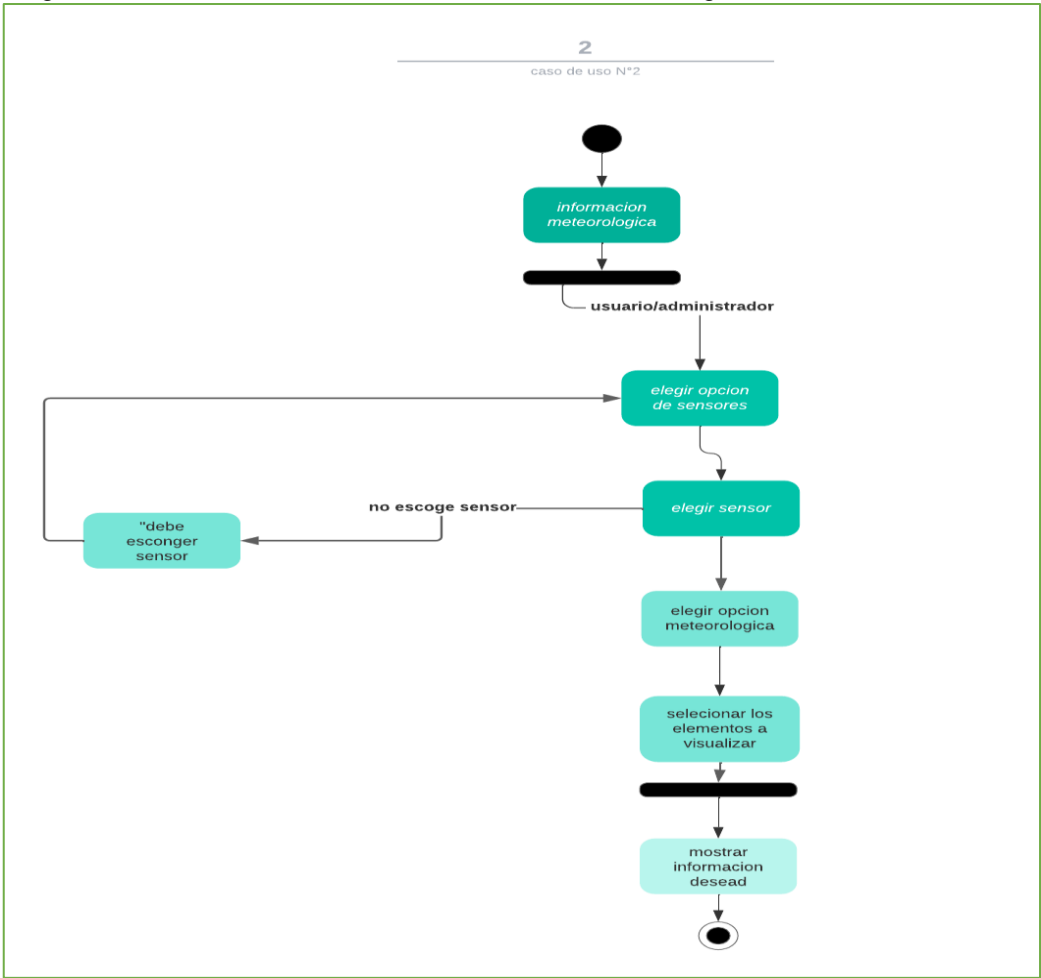 2
caso de uso N°2
informacion
meteorologica
usuario/administrador
elegir opcion
de sensores
no escoge sensor
elegir sensor
"debe
esconger
sensor
elegir opcion
meteorologica
selecionar los
elementos a
visualizar
mostrar
informacion
desead